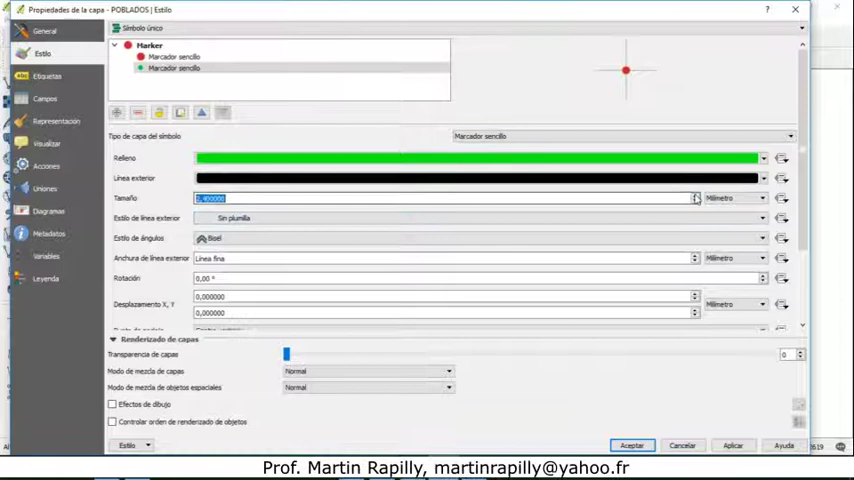 Propiedades de la capa - POBLADOS | Estilo
General
Símbolo único
Estilo
Marker
Marcador sencillo
Marcador sencillo
Etiquetas
Campos
Representación
Tipo de capa del símbolo
Marcador sencillo
Visualizar
Relleno
Acciones
Línea exterior
Uniones
Tamaño
2,400000
Milímetro
Diagramas
Estilo de línea exterior
Sin plumilla
Metadatos
Estilo de ángulos
Bisel
Variables
Anchura de línea exterior
Línea fina
Milímetro
Leyenda
Rotación
0,00 °
0,000000
Desplazamiento X, Y
Milímetro
0,000000
Renderizado de capas
Transparencia de capas
0
Modo de mezcla de capas
Normal
Modo de mezcla de objetos espaciales
Normal
Efectos de dibujo
Controlar orden de renderizado de objetos
Estilo
Aceptar
Cancelar
Aplicar
Ayuda
Prof. Martin Rapilly, martinrapilly@yahoo.fr